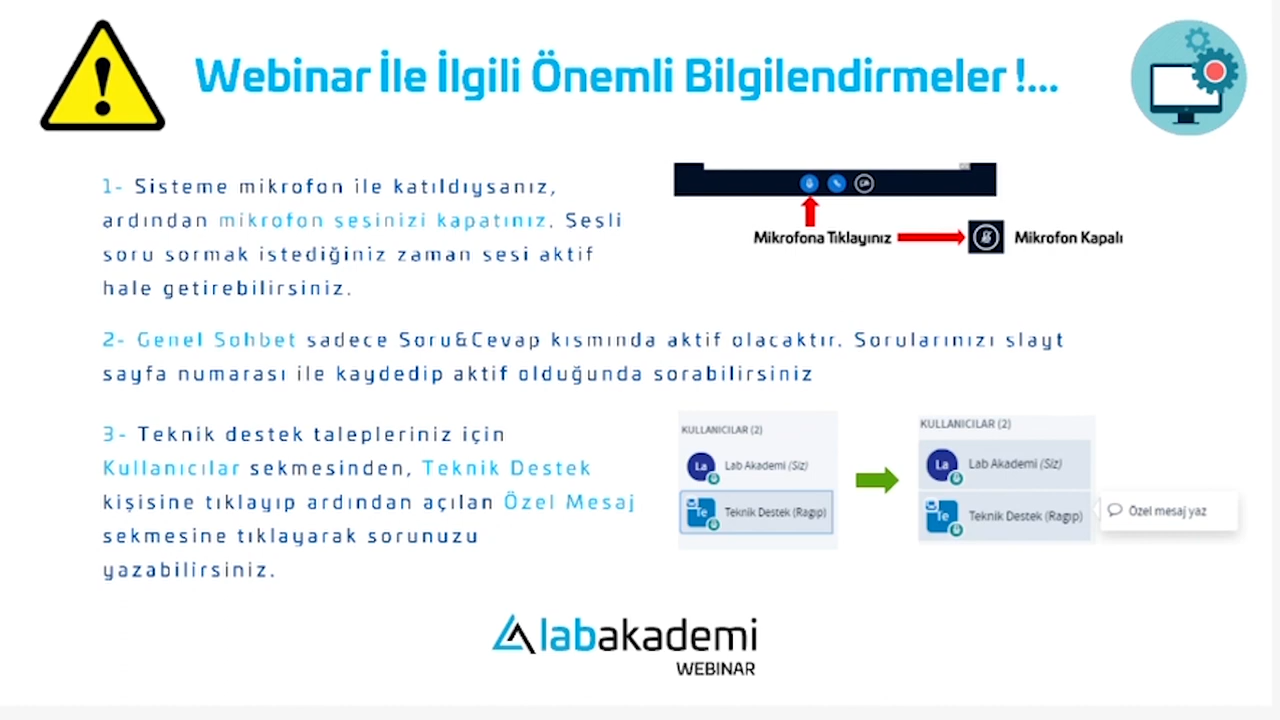 Webinar İle İlgili Önemli Bilgilendirmeler !...
1- Sisteme mikrofon ile katıldıysanız,
ardından mikrofon sesinizi kapatınız. Sesli
soru sormak istediğiniz zaman sesi aktif
hale getirebilirsiniz.
Mikrofona Tıklayınız
Mikrofon Kapalı
2- Genel Sohbet sadece Soru&Cevap kısmında aktif olacaktır. Sorularınızı slayt
sayfa numarası ile kaydedip aktif olduğunda sorabilirsiniz
3- Teknik destek talepleriniz için
Kullanıcılar sekmesinden, Teknik Destek
kişisine tıklayıp ardından açılan Özel Mesaj
sekmesine tıklayarak sorunuzu
yazabilirsiniz.
KULLANICILAR (2)
La Lab Akademi (Siz)
Te Teknik Destek (Ragıp)
KULLANICILAR (2)
La Lab Akademi (Siz)
Te Teknik Destek (Ragıp)
Özel mesaj yaz
labakademi
WEBINAR